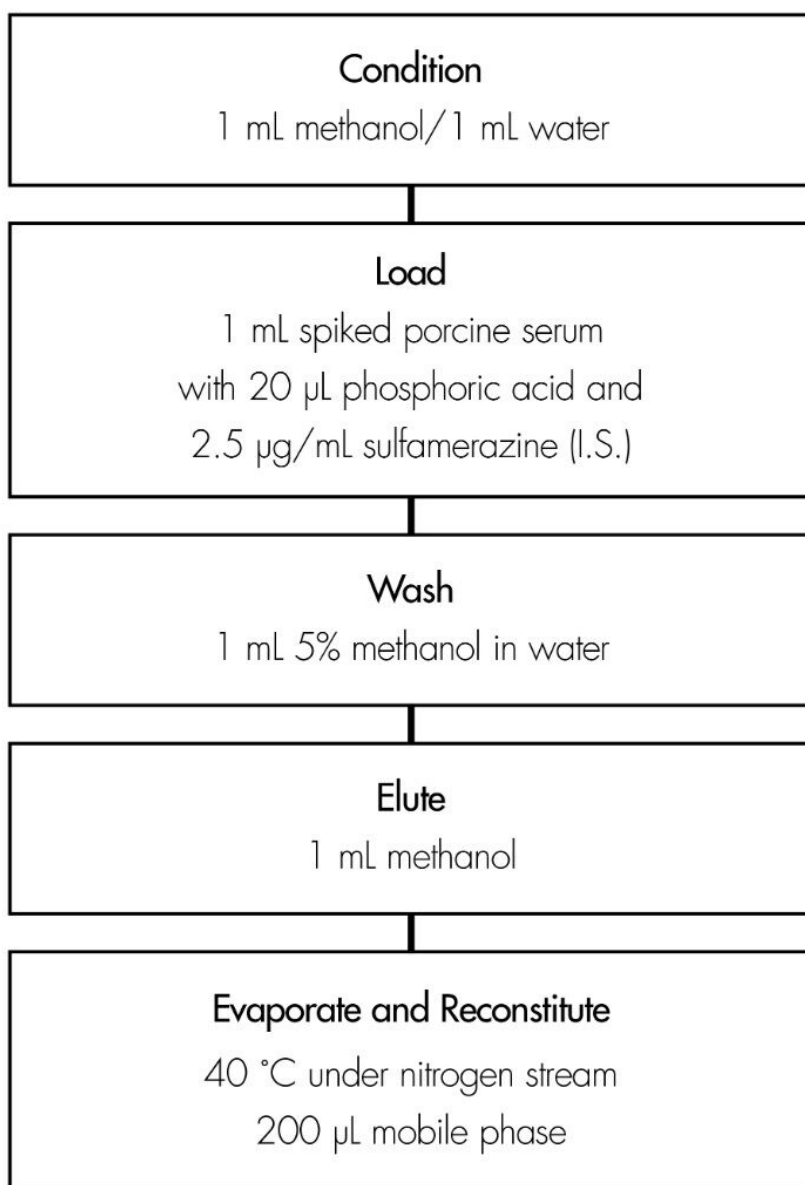 Condition
1 mL methanol/1 mL water
Load
1 mL spiked porcine serum
with 20 µL phosphoric acid and
2.5 µg/mL sulfamerazine (I.S.)
Wash
1 mL 5% methanol in water
Elute
1 mL methanol
Evaporate and Reconstitute
40 °C under nitrogen stream
200 µL mobile phase